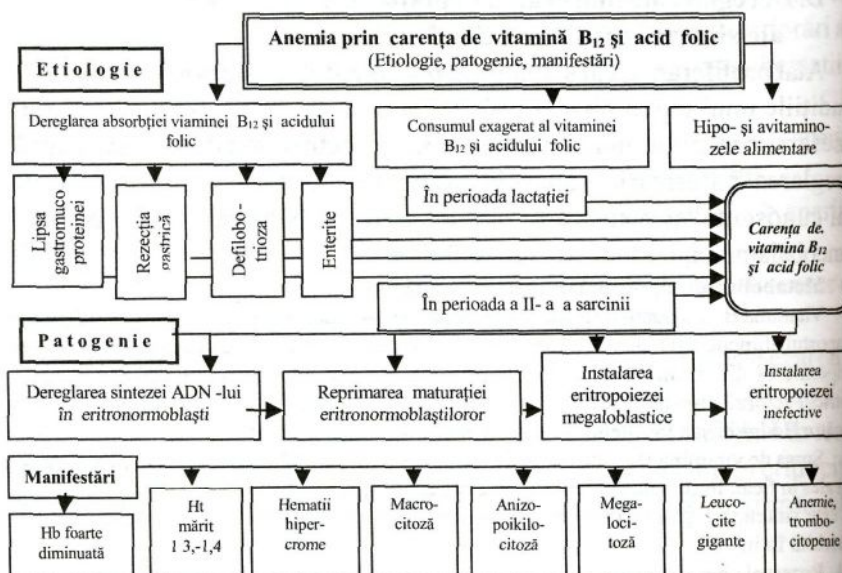 Anemia prin carența de vitamină B12 și acid folic
(Etiologie, patogenie, manifestări)
Etiologie
Dereglarea absorbției viaminei B12 și acidului
folic
Consumul exagerat al vitaminei
B12 și acidului folic
Hipo- și avitamino-
zele alimentare
Lipsa
gastromuco
proteinei
Rezecția
gastrică
Defilobo-
trioza
Enterite
În perioada lactației
Carența de.
vitamina B12
și acid folic
În perioada a II- a a sarcinii
Patogenie
Dereglarea sintezei ADN -lui
în eritronormoblaști
Reprimarea maturației
eritronormoblaștiloror
Instalarea
eritropoiezei
megaloblastice
Instalarea
eritropoiezei
inefective
Manifestări
Hb foarte
diminuată
Ht
mărit
1 3,-1,4
Hematii
hiper-
crome
Macro-
citoză
Anizo-
poikilo-
citoză
Mega-
loci-
toză
Leuco-
cite
gigante
Anemie,
trombo-
citopenie